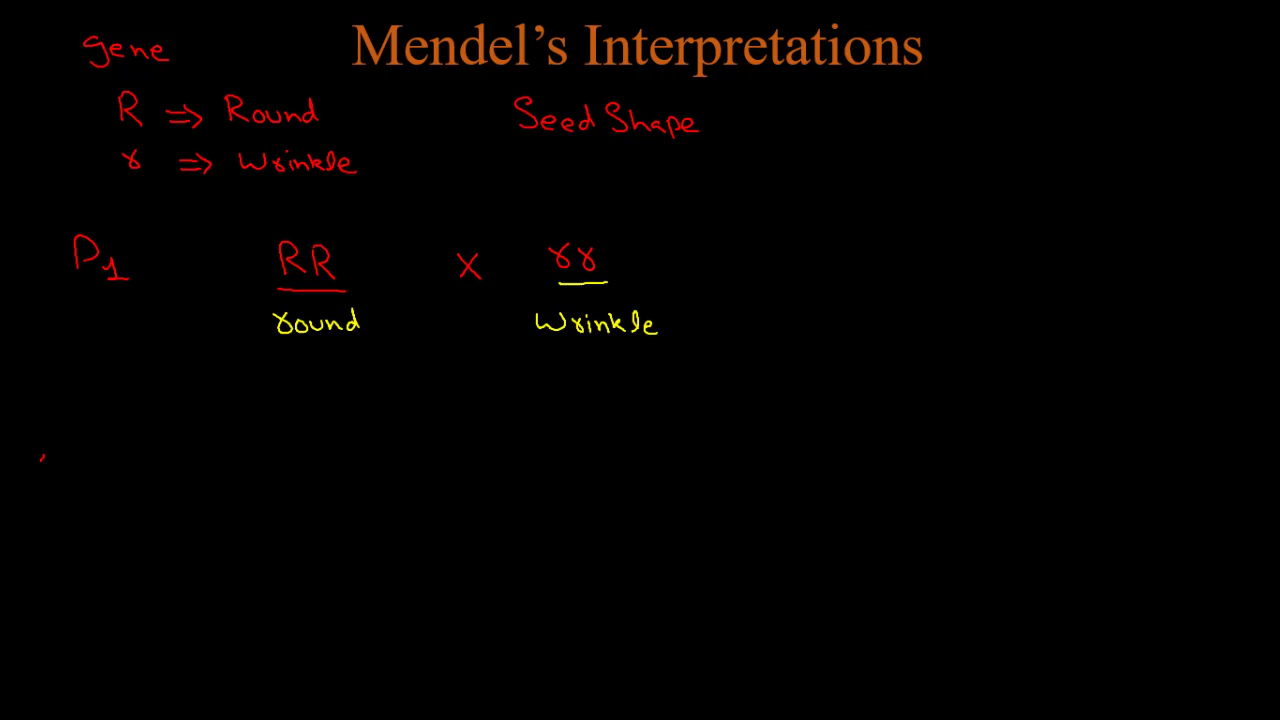 Mendel's Interpretations
gene
R => Round
Seed Shape
r => Wrinkle
P1 RR x rr
round wrinkle